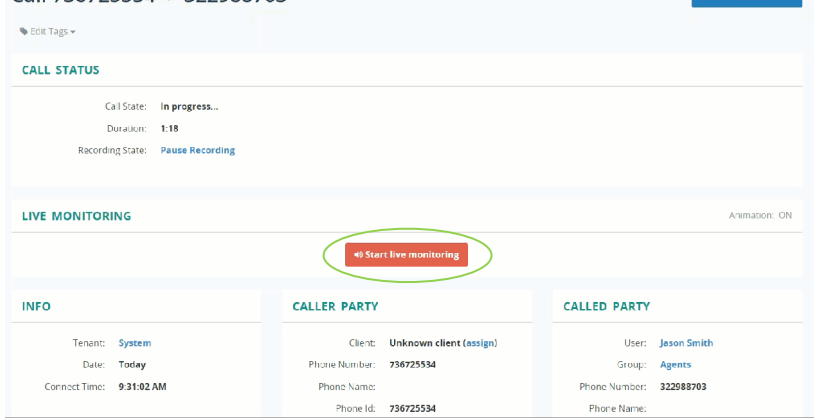 Edit Tags
CALL STATUS
Call State: In progress...
Duration: 1:18
Recording State: Pause Recording
LIVE MONITORING
Animation: ON
Start live monitoring
INFO
Tenant: System
Date: Today
Connect Time: 9:31:02 AM
CALLER PARTY
Client: Unknown client (assign)
Phone Number: 736725534
Phone Name:
Phone Id: 736725534
CALLED PARTY
User: Jason Smith
Group: Agents
Phone Number: 322988703
Phone Name: